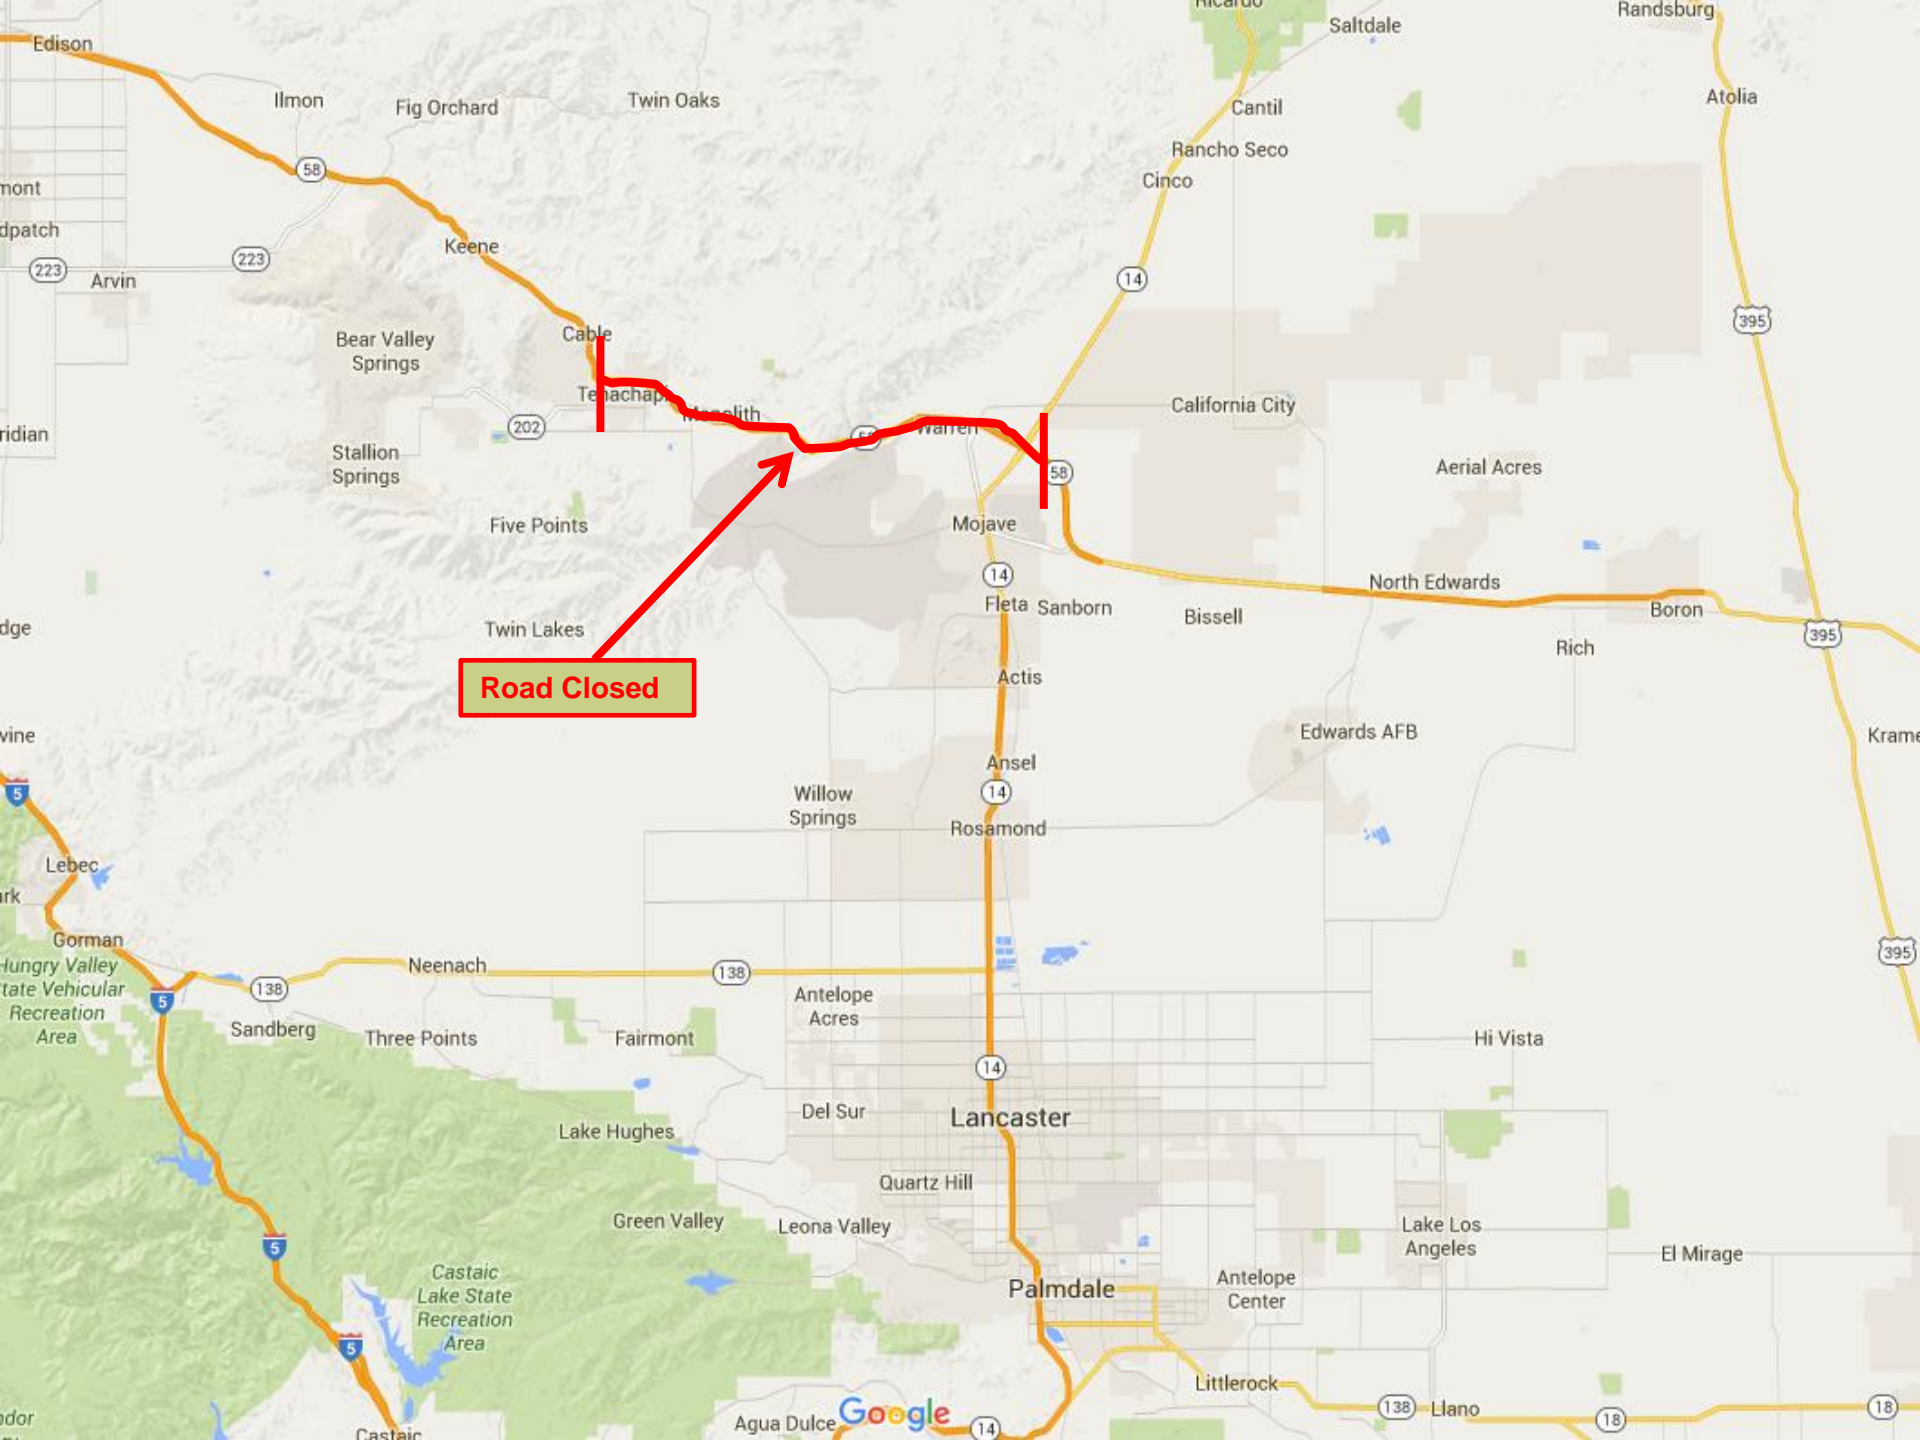 Ricardo
Saltdale
Randsburg
Edison
Ilmon
Fig Orchard
Twin Oaks
Cantil
Atolia
Rancho Seco
58
Cinco
mont
dpatch
Keene
223
223
Arvin
14
395
Cable
Bear Valley
Springs
Tehachapi
Monolith
California City
202
58
Warren
ridian
Stallion
Springs
58
Aerial Acres
Five Points
Mojave
14
North Edwards
Fleta
Sanborn
Bissell
Boron
dge
Twin Lakes
395
Rich
Road Closed
Actis
vine
Edwards AFB
Krame
Ansel
5
Willow
Springs
14
Rosamond
Lebec
ark
Gorman
Neenach
138
395
Hungry Valley
State Vehicular
Recreation
Area
5
138
Antelope
Acres
Sandberg
Three Points
Fairmont
Hi Vista
14
Del Sur
Lancaster
Lake Hughes
Quartz Hill
Green Valley
Leona Valley
Lake Los
Angeles
5
El Mirage
Castaic
Lake State
Recreation
Area
Palmdale
Antelope
Center
5
Littlerock
138
Llano
18
18
Agua Dulce
Google
14
ndor
Castaic